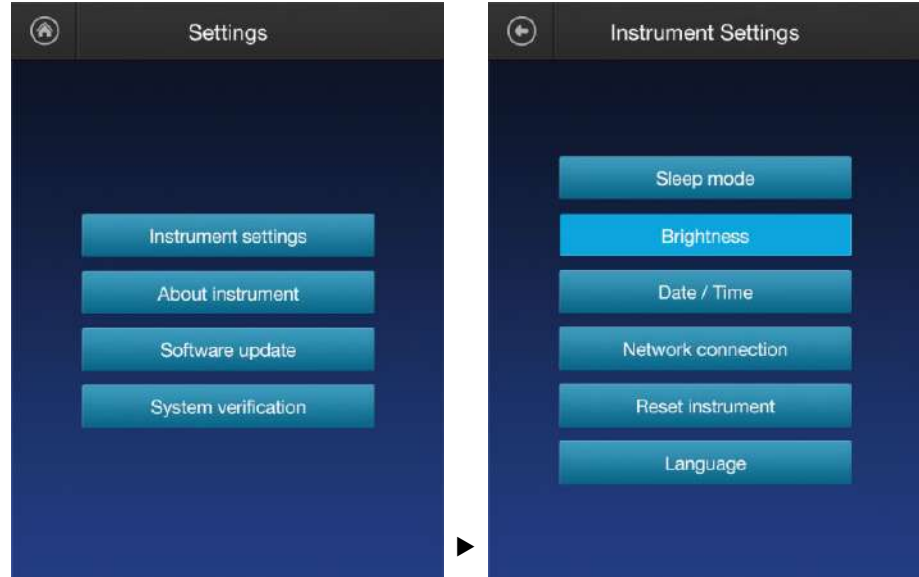 Settings
Instrument settings
About instrument
Software update
System verification
Instrument Settings
Sleep mode
Brightness
Date / Time
Network connection
Reset instrument
Language